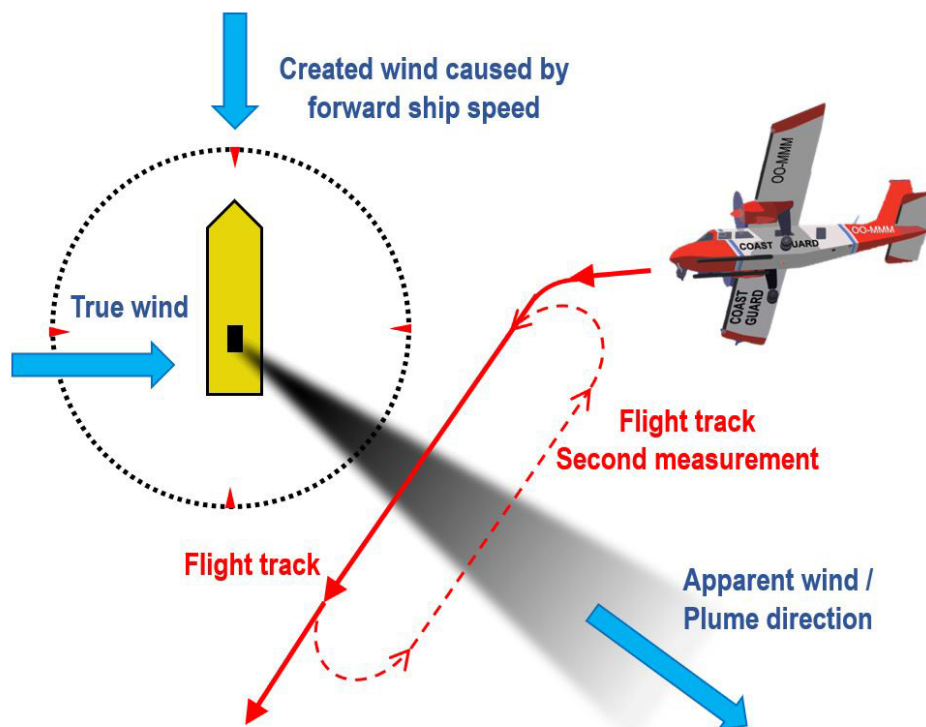 Created wind caused by
forward ship speed
OO-MMM
OO-MMM
COAST GUARD
COAST
GUARD
True wind
Flight track
Second measurement
Flight track
Apparent wind /
Plume direction